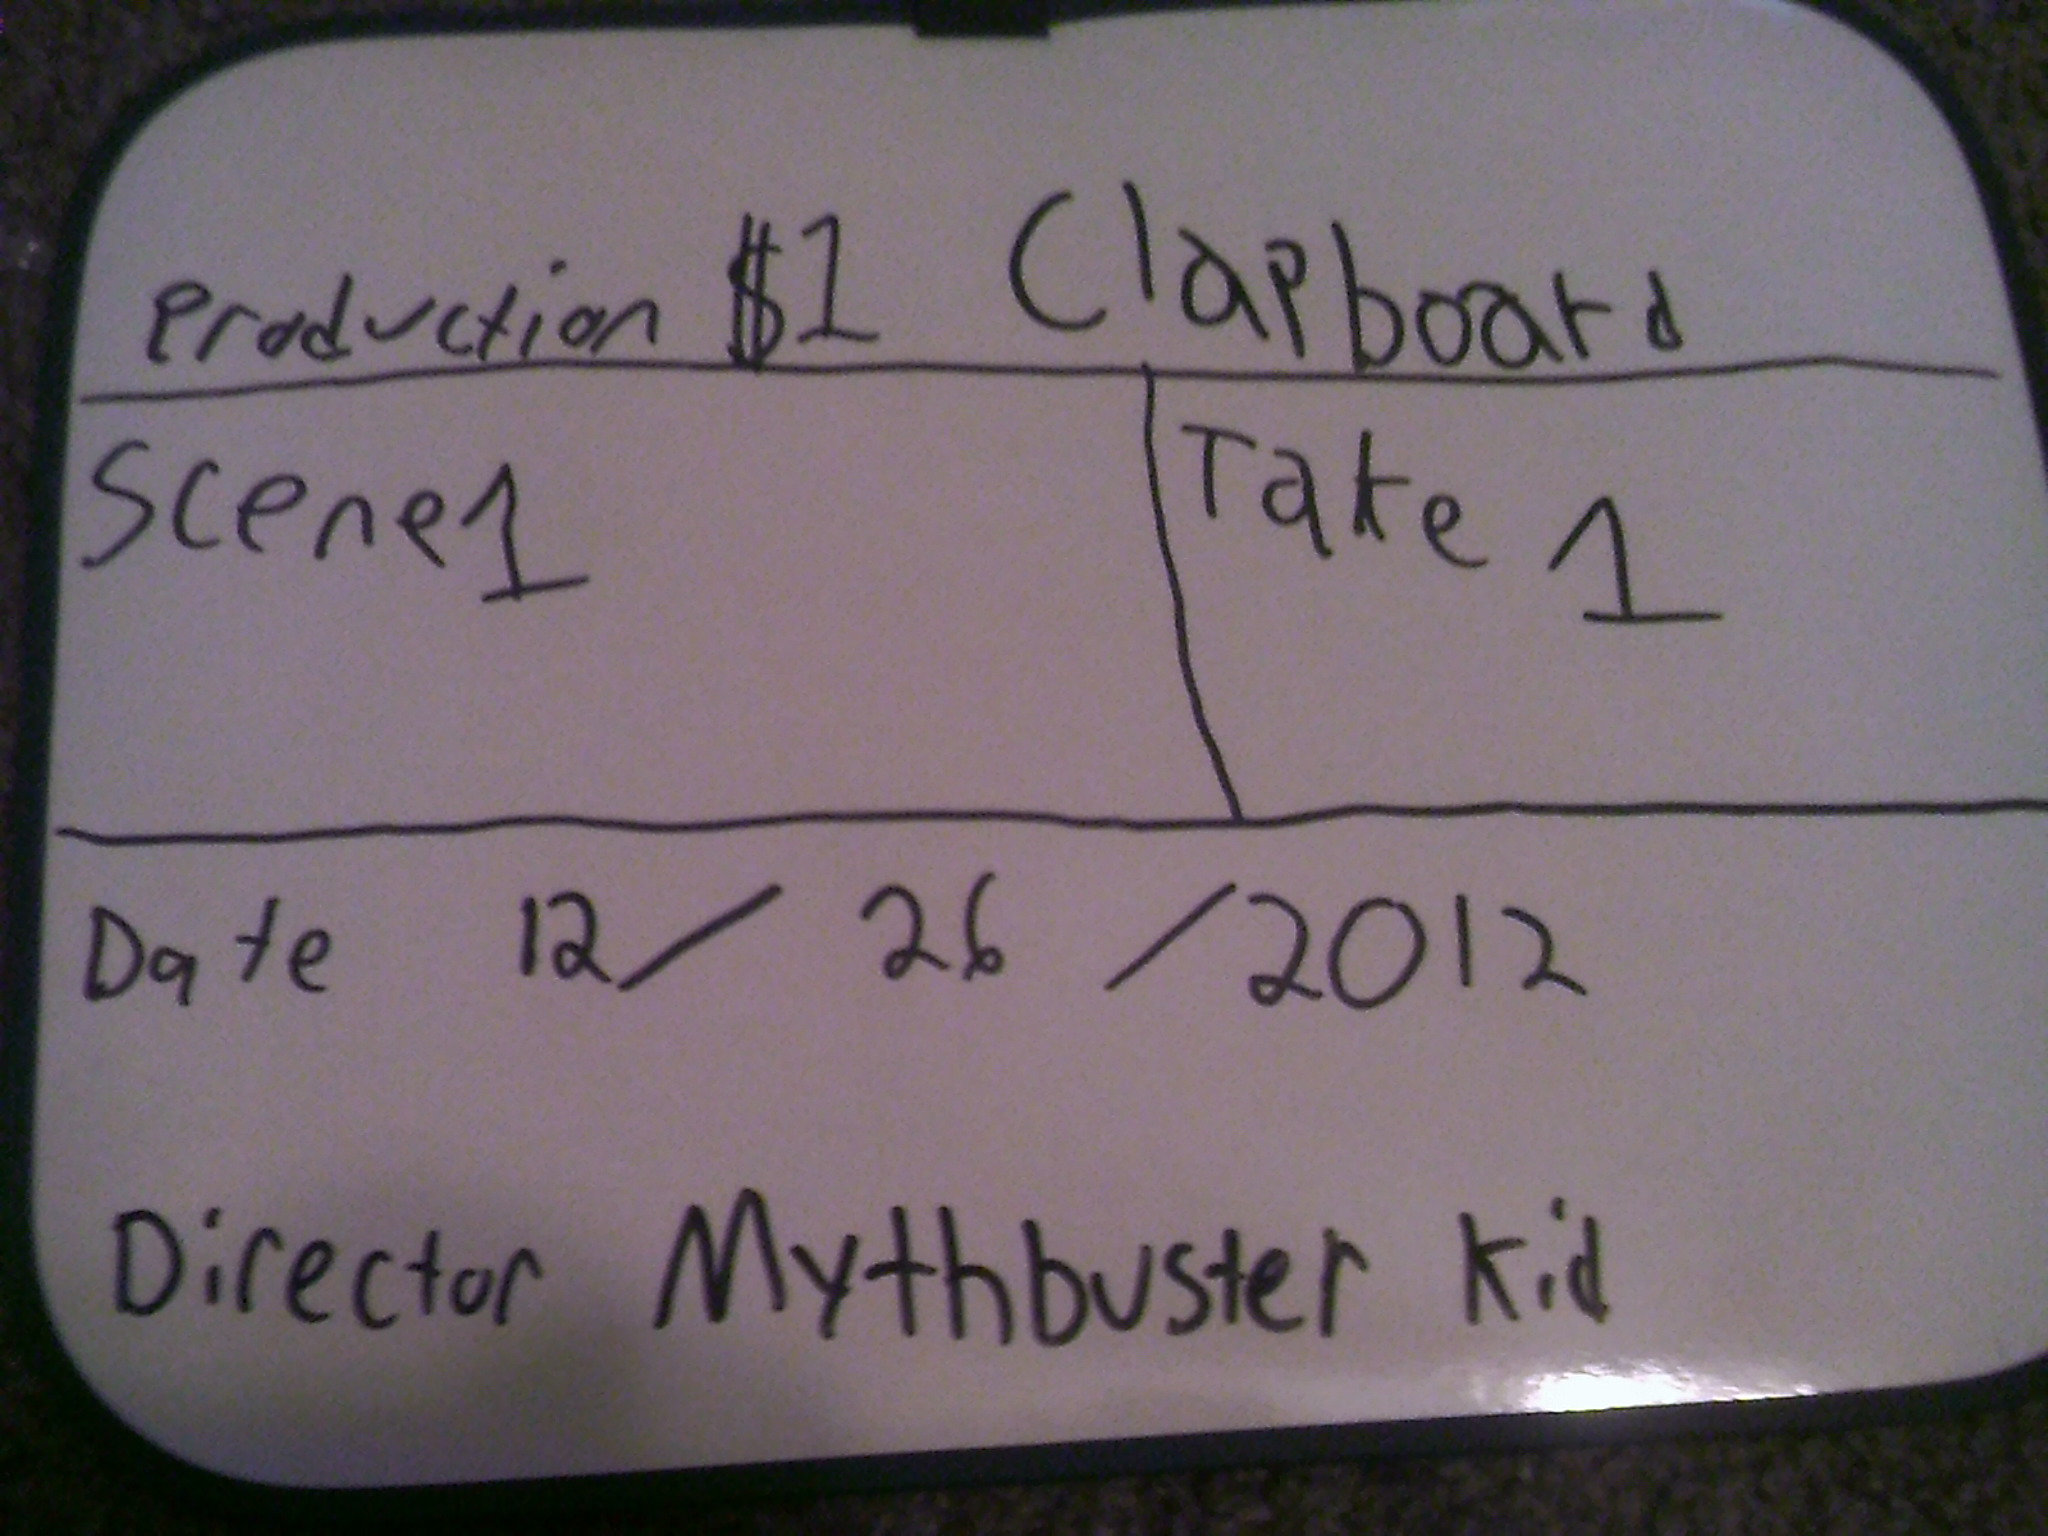 Production $1 Clapboard
Scene 1
Take 1
Date 12/26/2012
Director Mythbuster Kid